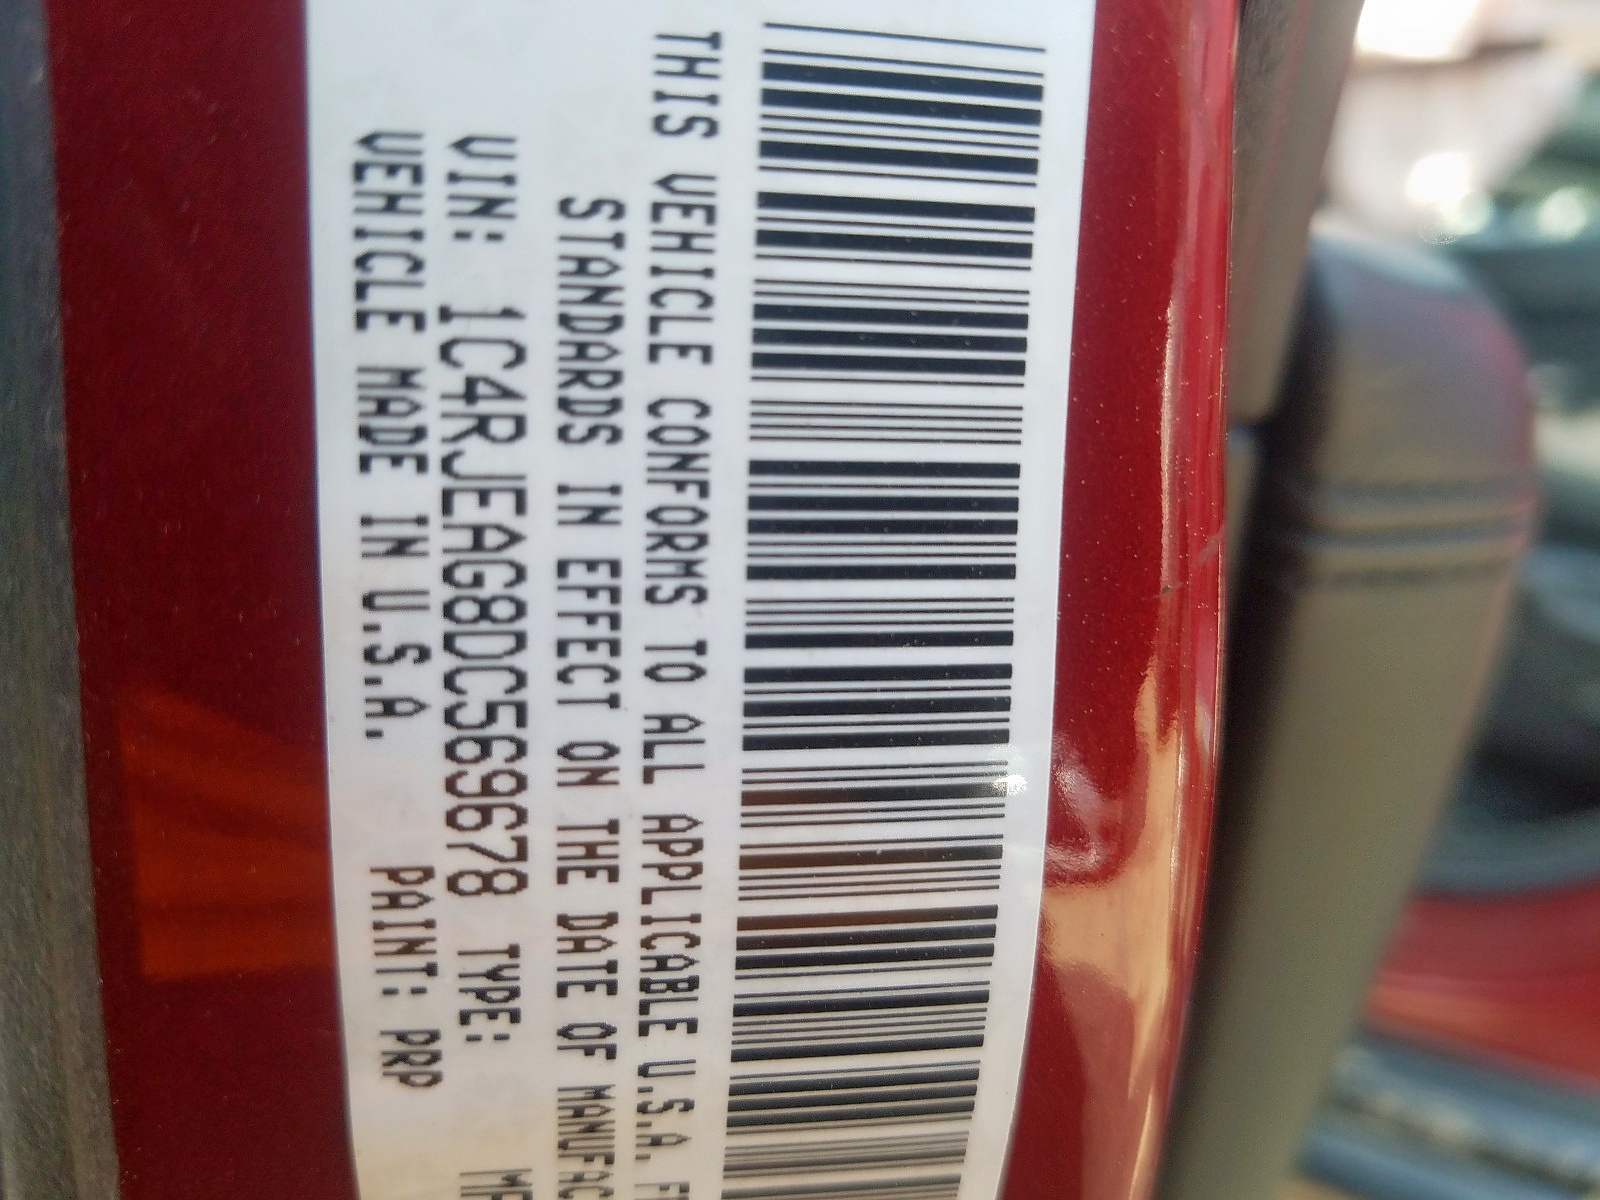 THIS VEHICLE CONFORMS TO ALL APPLICABLE U.S.A.
STANDARDS IN EFFECT ON THE DATE OF
VIN: 1C4RJEAG8DC569678 TYPE:
VEHICLE MADE IN U.S.A. PAINT: PRP